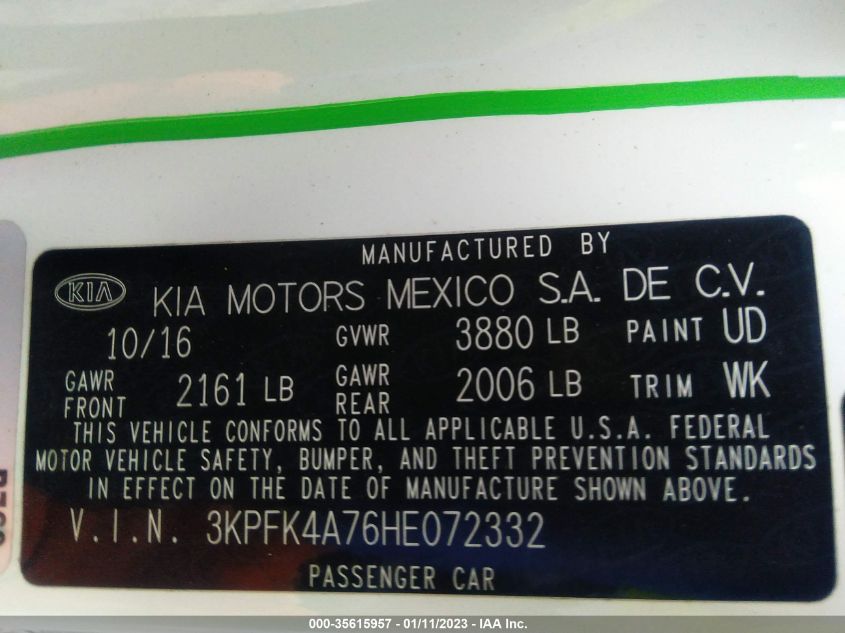 MANUFACTURED BY
KIA KIA MOTORS MEXICO S.A. DE C.V.
10/16 GVWR 3880 LB PAINT UD
GAWR FRONT 2161 LB GAWR REAR 2006 LB TRIM WK
THIS VEHICLE CONFORMS TO ALL APPLICABLE U.S.A. FEDERAL
MOTOR VEHICLE SAFETY, BUMPER, AND THEFT PREVENTION STANDARDS
IN EFFECT ON THE DATE OF MANUFACTURE SHOWN ABOVE.
V.I.N. 3KPFK4A76HE072332
PASSENGER CAR
000-35615957 - 01/11/2023 - IAA Inc.